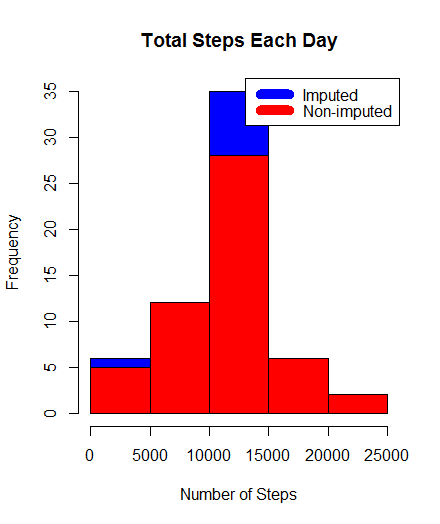 Total Steps Each Day
Imputed
Non-imputed
35
30
25
20
15
10
5
0
Frequency
0 5000 10000 15000 20000 25000
Number of Steps